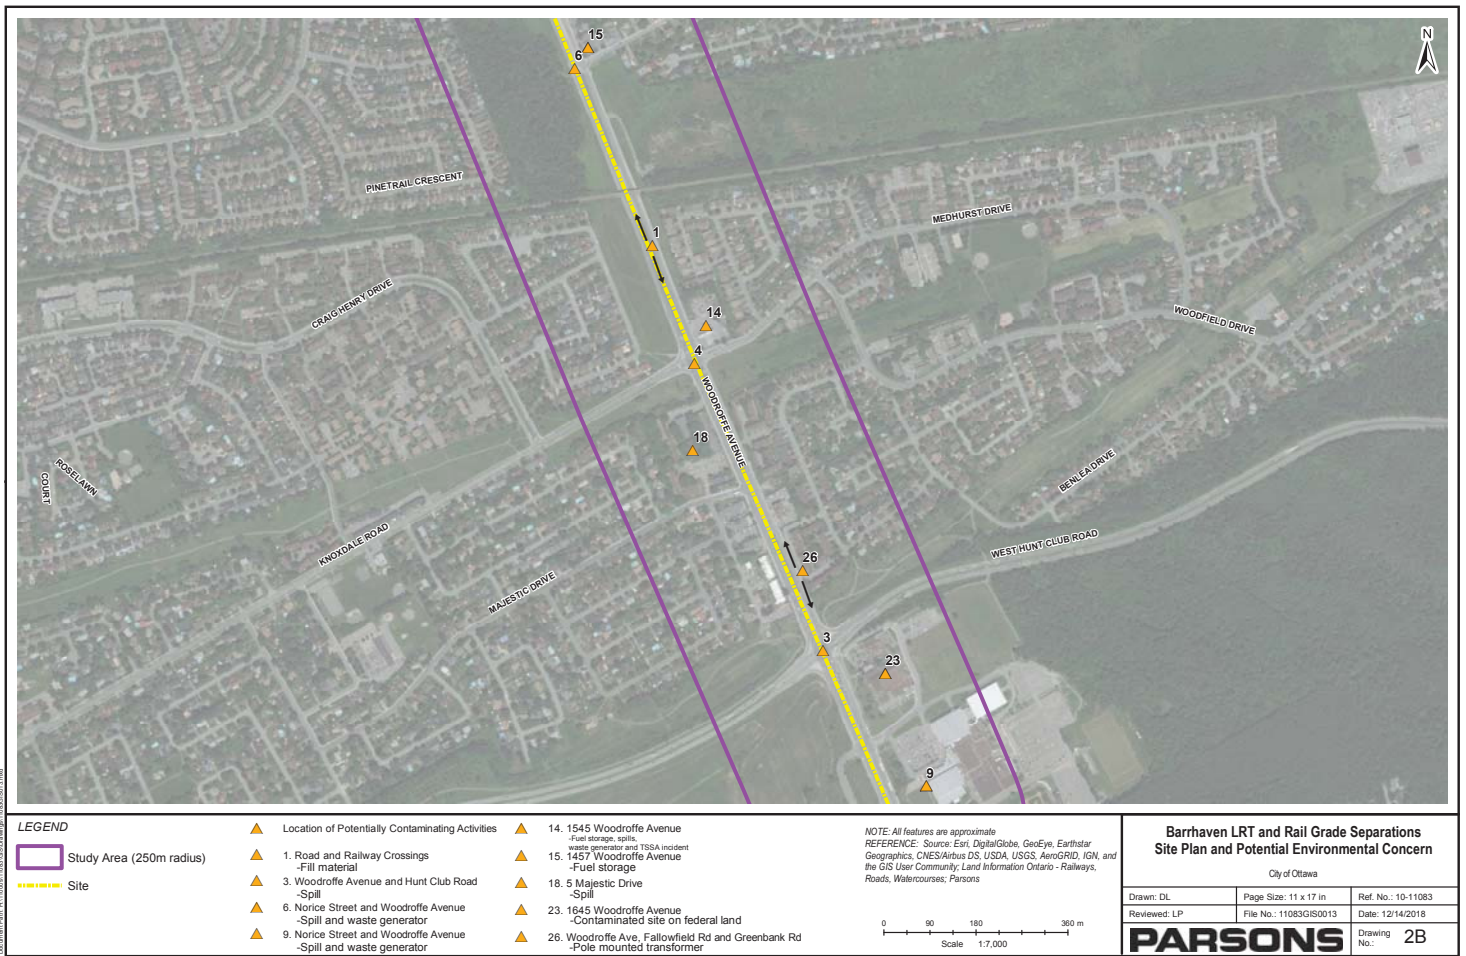 15
6
N
PINETRAIL CRESCENT
MEDHURST DRIVE
1
CRAIG HENRY DRIVE
14
WOODFIELD DRIVE
4
WOODROFFE AVENUE
18
ROSELAWN
COURT
BENLEA DRIVE
KNOXDALE ROAD
WEST HUNT CLUB ROAD
26
MAJESTIC DRIVE
3
23
9
LEGEND
Study Area (250m radius)
Site
Location of Potentially Contaminating Activities
1. Road and Railway Crossings
-Fill material
3. Woodroffe Avenue and Hunt Club Road
-Spill
6. Norice Street and Woodroffe Avenue
-Spill and waste generator
9. Norice Street and Woodroffe Avenue
-Spill and waste generator
14. 1545 Woodroffe Avenue
-Fuel storage, spills,
waste generator and TSSA incident
15. 1457 Woodroffe Avenue
-Fuel storage
18. 5 Majestic Drive
-Spill
23. 1645 Woodroffe Avenue
-Contaminated site on federal land
26. Woodroffe Ave, Fallowfield Rd and Greenbank Rd
-Pole mounted transformer
NOTE: All features are approximate
REFERENCE: Source: Esri, DigitalGlobe, GeoEye, Earthstar
Geographics, CNES/Airbus DS, USDA, USGS, AeroGRID, IGN, and
the GIS User Community; Land Information Ontario - Railways,
Roads, Watercourses; Parsons
0 90 180 360 m
Scale 1:7,000
Barrhaven LRT and Rail Grade Separations
Site Plan and Potential Environmental Concern
City of Ottawa
Drawn: DL
Page Size: 11 x 17 in
Ref. No.: 10-11083
Reviewed: LP
File No.: 11083GIS0013
Date: 12/14/2018
PARSONS
Drawing
No.: 2B